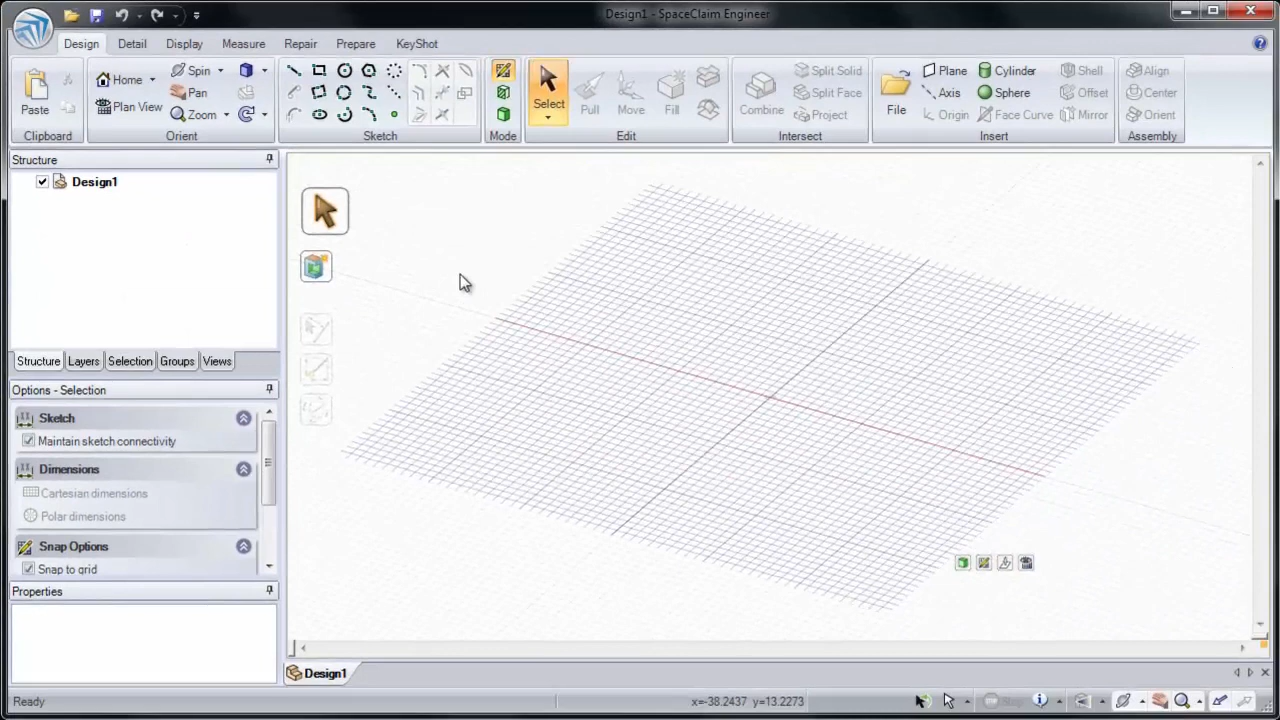 Design1 - SpaceClaim Engineer
Design Detail Display Measure Repair Prepare KeyShot
Paste
Clipboard
Home Spin
Plan View Pan
Zoom
Orient
Sketch
Mode
Select Pull Move Fill
Edit
Combine Split Solid
Split Face
Project
Intersect
File Plane Cylinder Shell
Axis Sphere Offset
Origin Face Curve Mirror
Insert
Align
Center
Orient
Assembly
Structure
Design1
Structure Layers Selection Groups Views
Options - Selection
Sketch
Maintain sketch connectivity
Dimensions
Cartesian dimensions
Polar dimensions
Snap Options
Snap to grid
Properties
Design1
Ready
x=-38.2437 y=13.2273